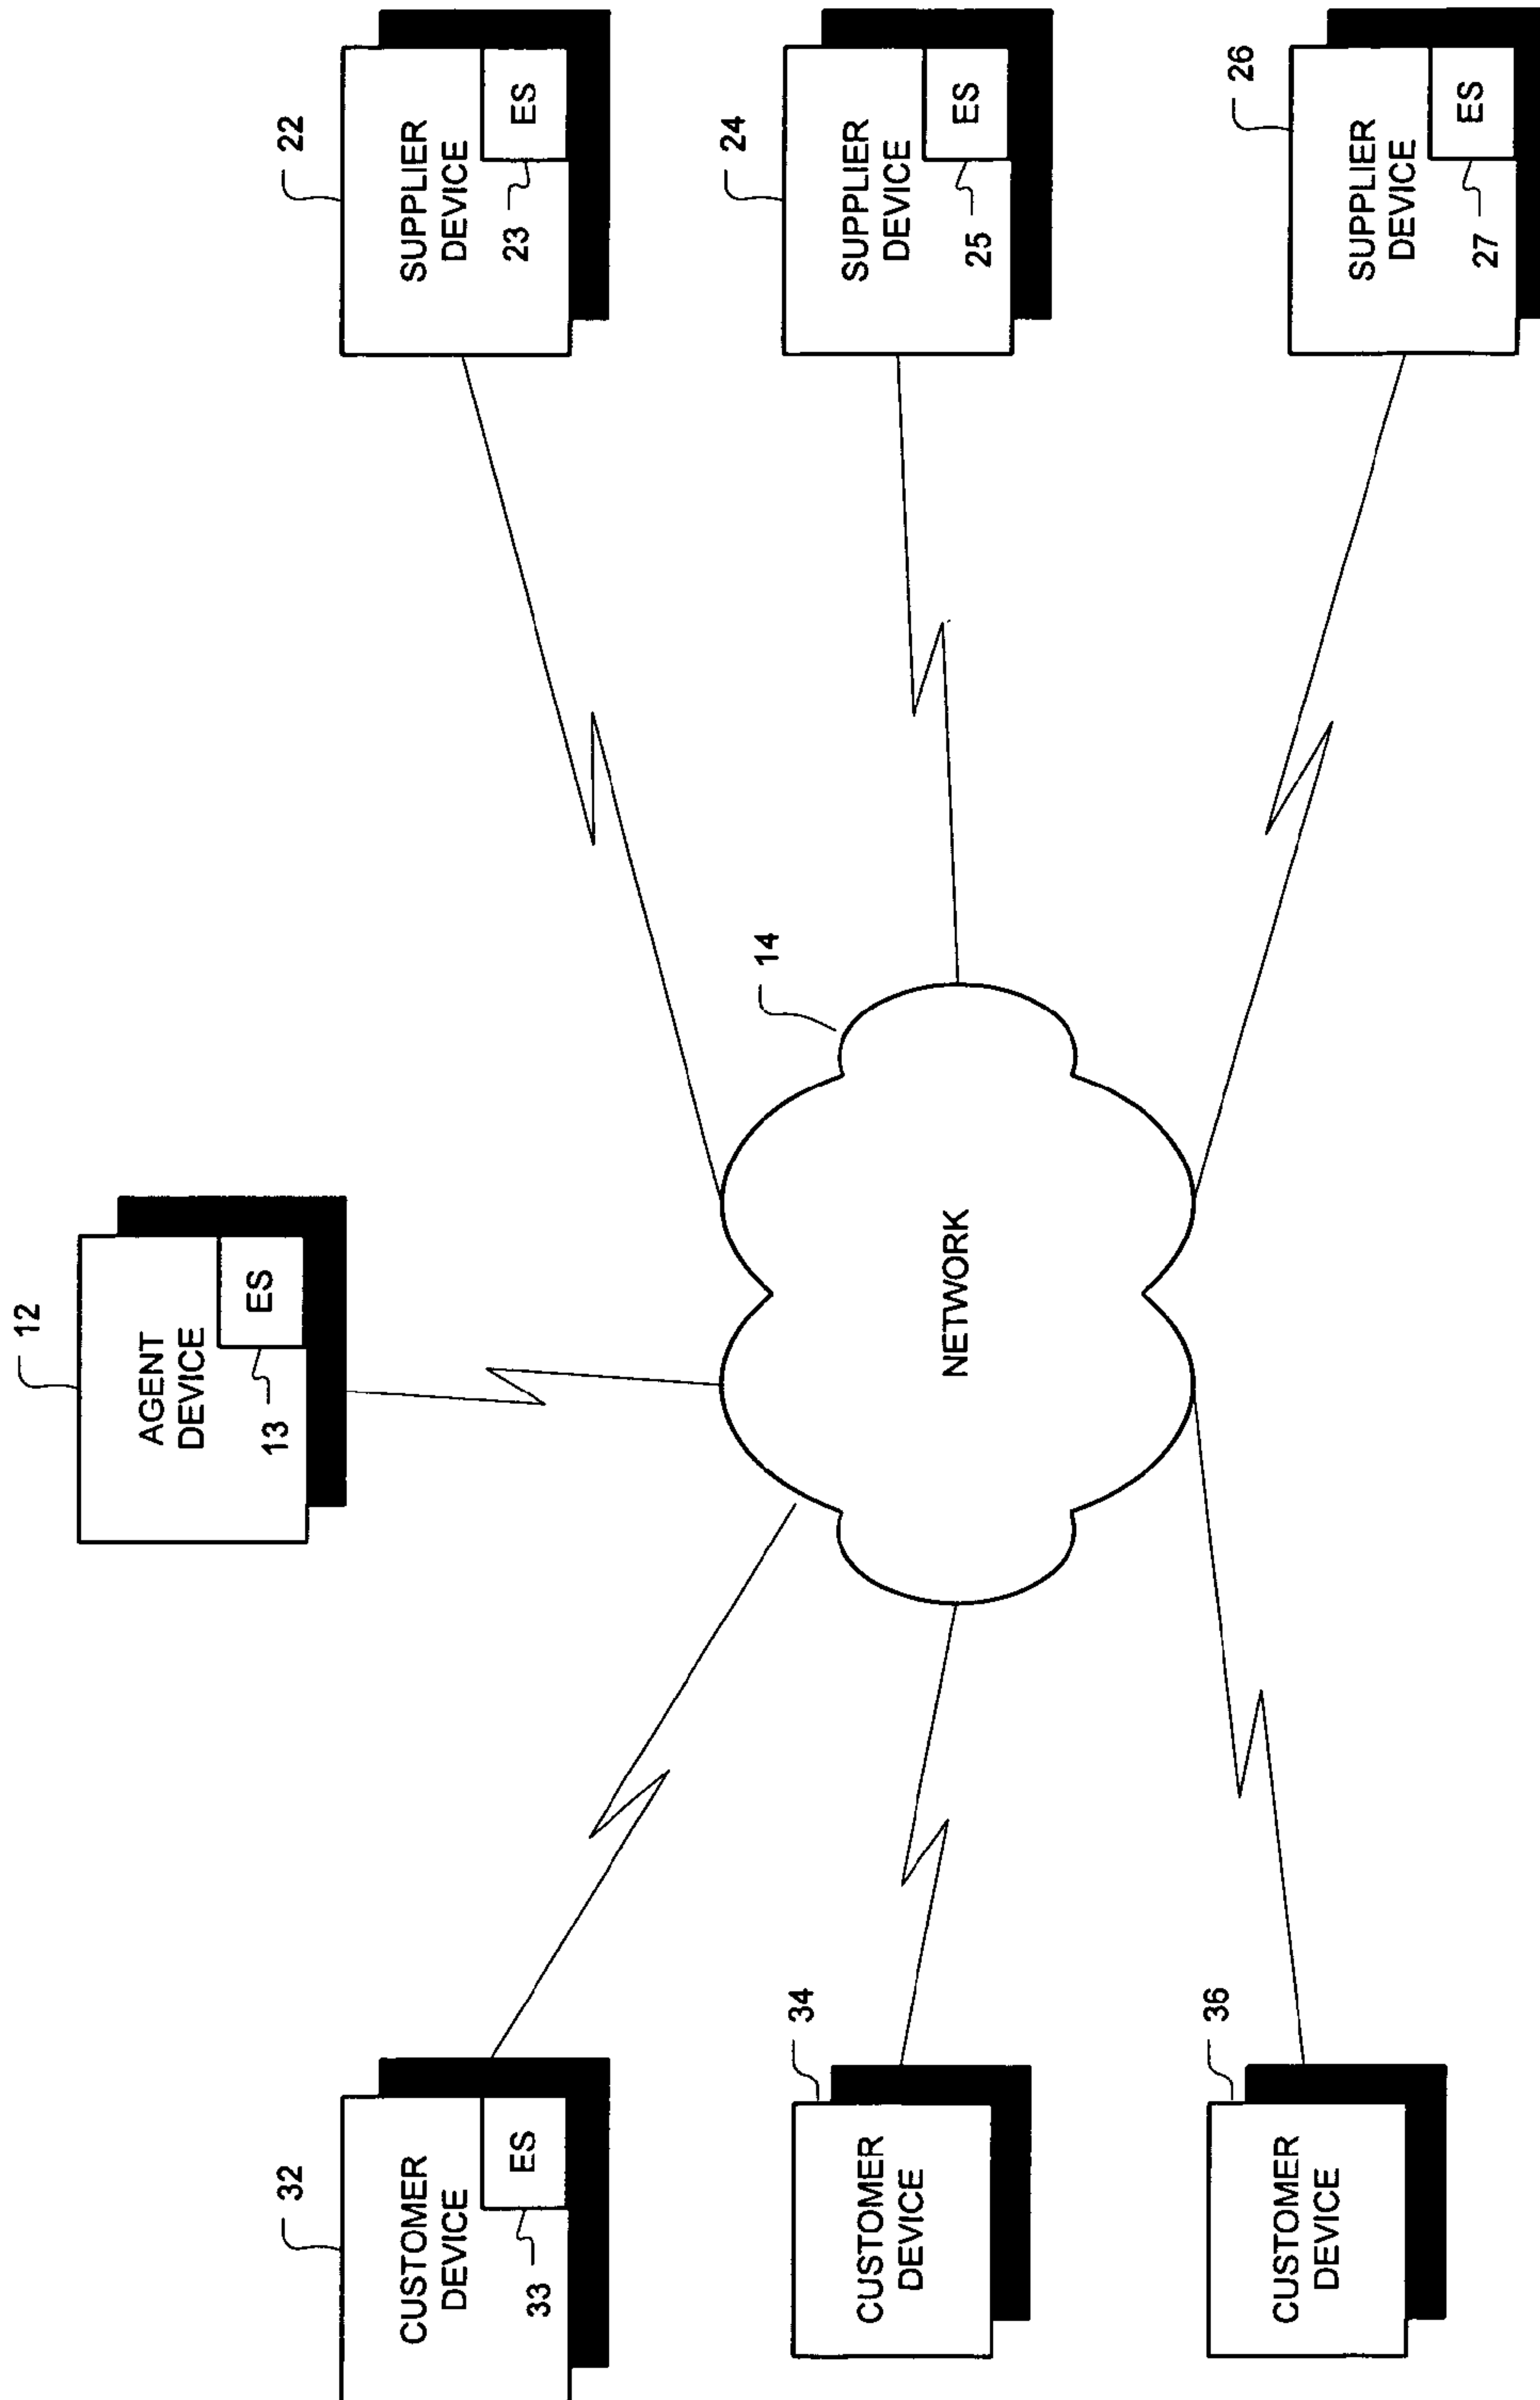 12
AGENT
DEVICE
ES
13
32
CUSTOMER
DEVICE
ES
33
22
SUPPLIER
DEVICE
ES
23
14
NETWORK
34
CUSTOMER
DEVICE
24
SUPPLIER
DEVICE
ES
25
36
CUSTOMER
DEVICE
26
SUPPLIER
DEVICE
ES
27